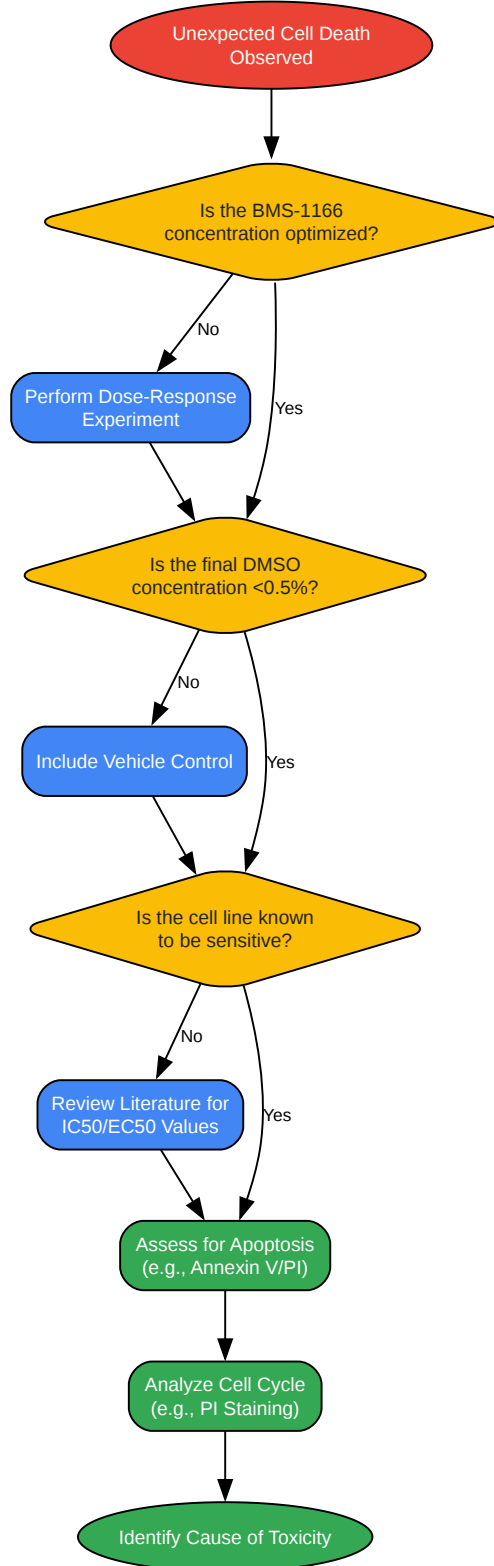 Unexpected Cell Death
Observed
Is the BMS-1166
concentration optimized?
No
Perform Dose-Response
Experiment
Yes
Is the final DMSO
concentration <0.5%?
No
Include Vehicle Control
Yes
Is the cell line known
to be sensitive?
No
Review Literature for
IC50/EC50 Values
Yes
Assess for Apoptosis
(e.g., Annexin V/PI)
Analyze Cell Cycle
(e.g., PI Staining)
Identify Cause of Toxicity